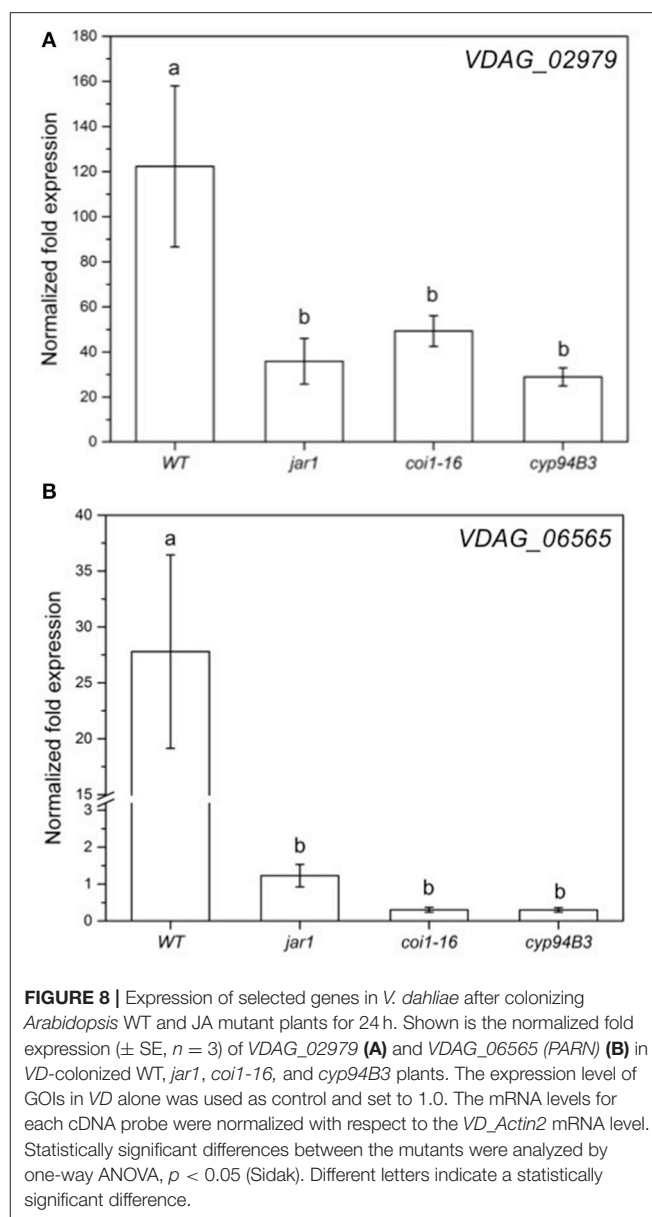 A
VDAG_02979
180
160
140
120
100
80
60
40
20
0
Normalized fold expression
a
b
b
b
WT jar1 coi1-16 cyp94B3
B
VDAG_06565
40
35
30
25
20
15
3
2
1
0
Normalized fold expression
a
b
b
b
WT jar1 coi1-16 cyp94B3
FIGURE 8 | Expression of selected genes in V. dahliae after colonizing
Arabidopsis WT and JA mutant plants for 24 h. Shown is the normalized fold
expression (± SE, n = 3) of VDAG_02979 (A) and VDAG_06565 (PARN) (B) in
VD-colonized WT, jar1, coi1-16, and cyp94B3 plants. The expression level of
GOIs in VD alone was used as control and set to 1.0. The mRNA levels for
each cDNA probe were normalized with respect to the VD_Actin2 mRNA level.
Statistically significant differences between the mutants were analyzed by
one-way ANOVA, p < 0.05 (Sidak). Different letters indicate a statistically
significant difference.